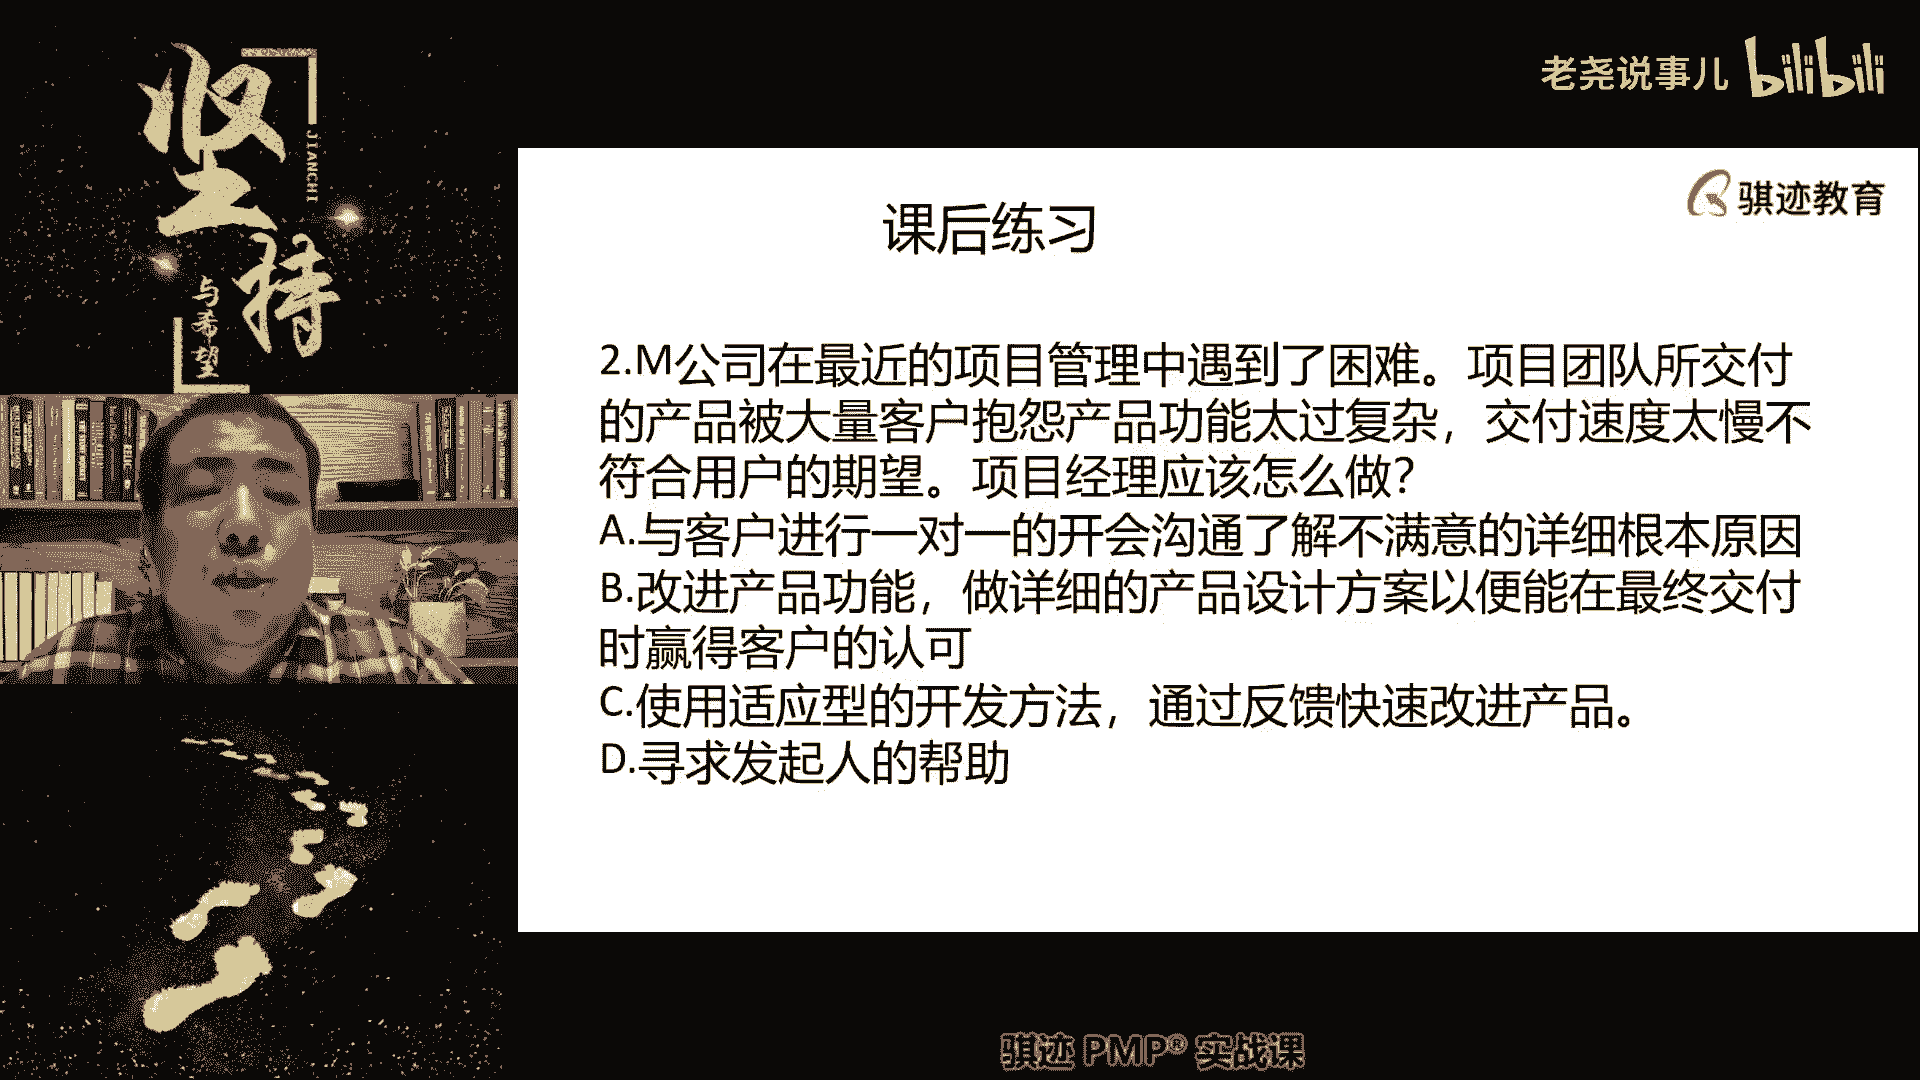 坚持
JIANCHI
与希望
老尧说事儿 bilibili
骐迹教育
课后练习
2.M公司在最近的项目管理中遇到了困难。项目团队所交付
的产品被大量客户抱怨产品功能太过复杂，交付速度太慢不
符合用户的期望。项目经理应该怎么做?
A.与客户进行一对一的开会沟通了解不满意的详细根本原因
B.改进产品功能，做详细的产品设计方案以便能在最终交付
时赢得客户的认可
C.使用适应型的开发方法，通过反馈快速改进产品。
D.寻求发起人的帮助
骐迹 PMP® 实战课